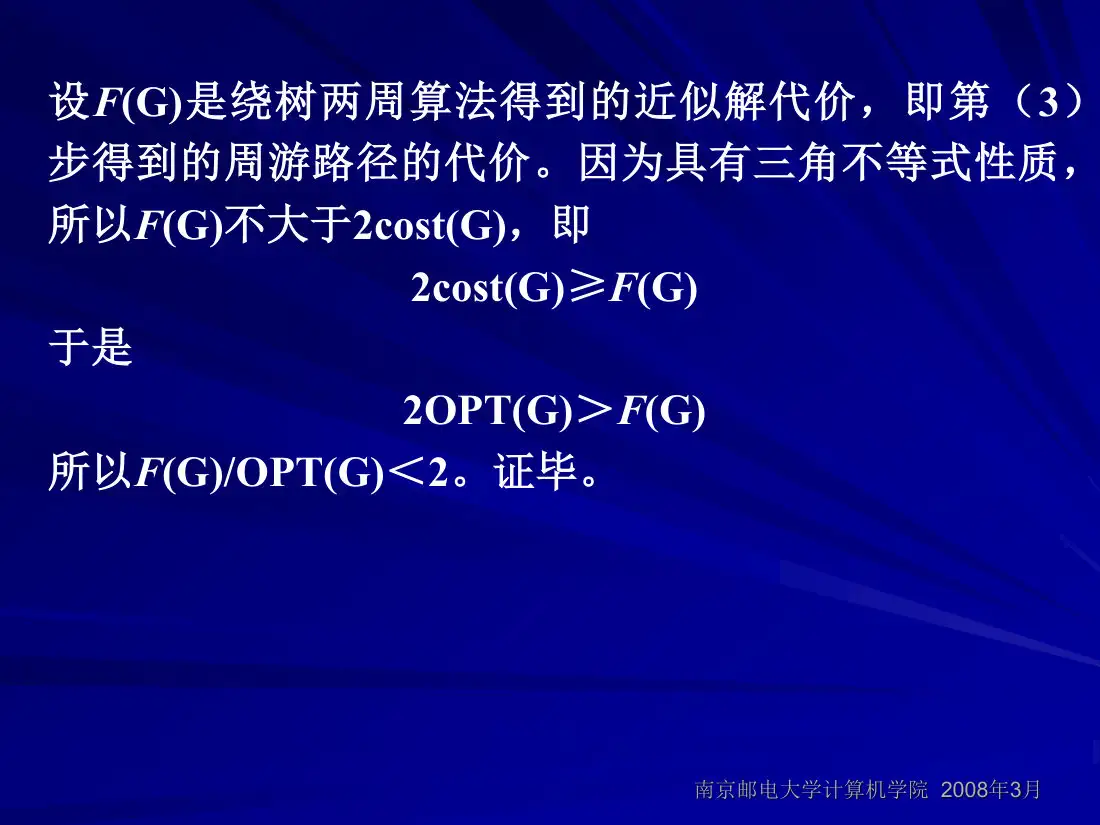 设F(G)是绕树两周算法得到的近似解代价，即第（3）
步得到的周游路径的代价。因为具有三角不等式性质，
所以F(G)不大于2cost(G)，即
2cost(G)≥F(G)
于是
2OPT(G)＞F(G)
所以F(G)/OPT(G)＜2。证毕。
南京邮电大学计算机学院 2008年3月